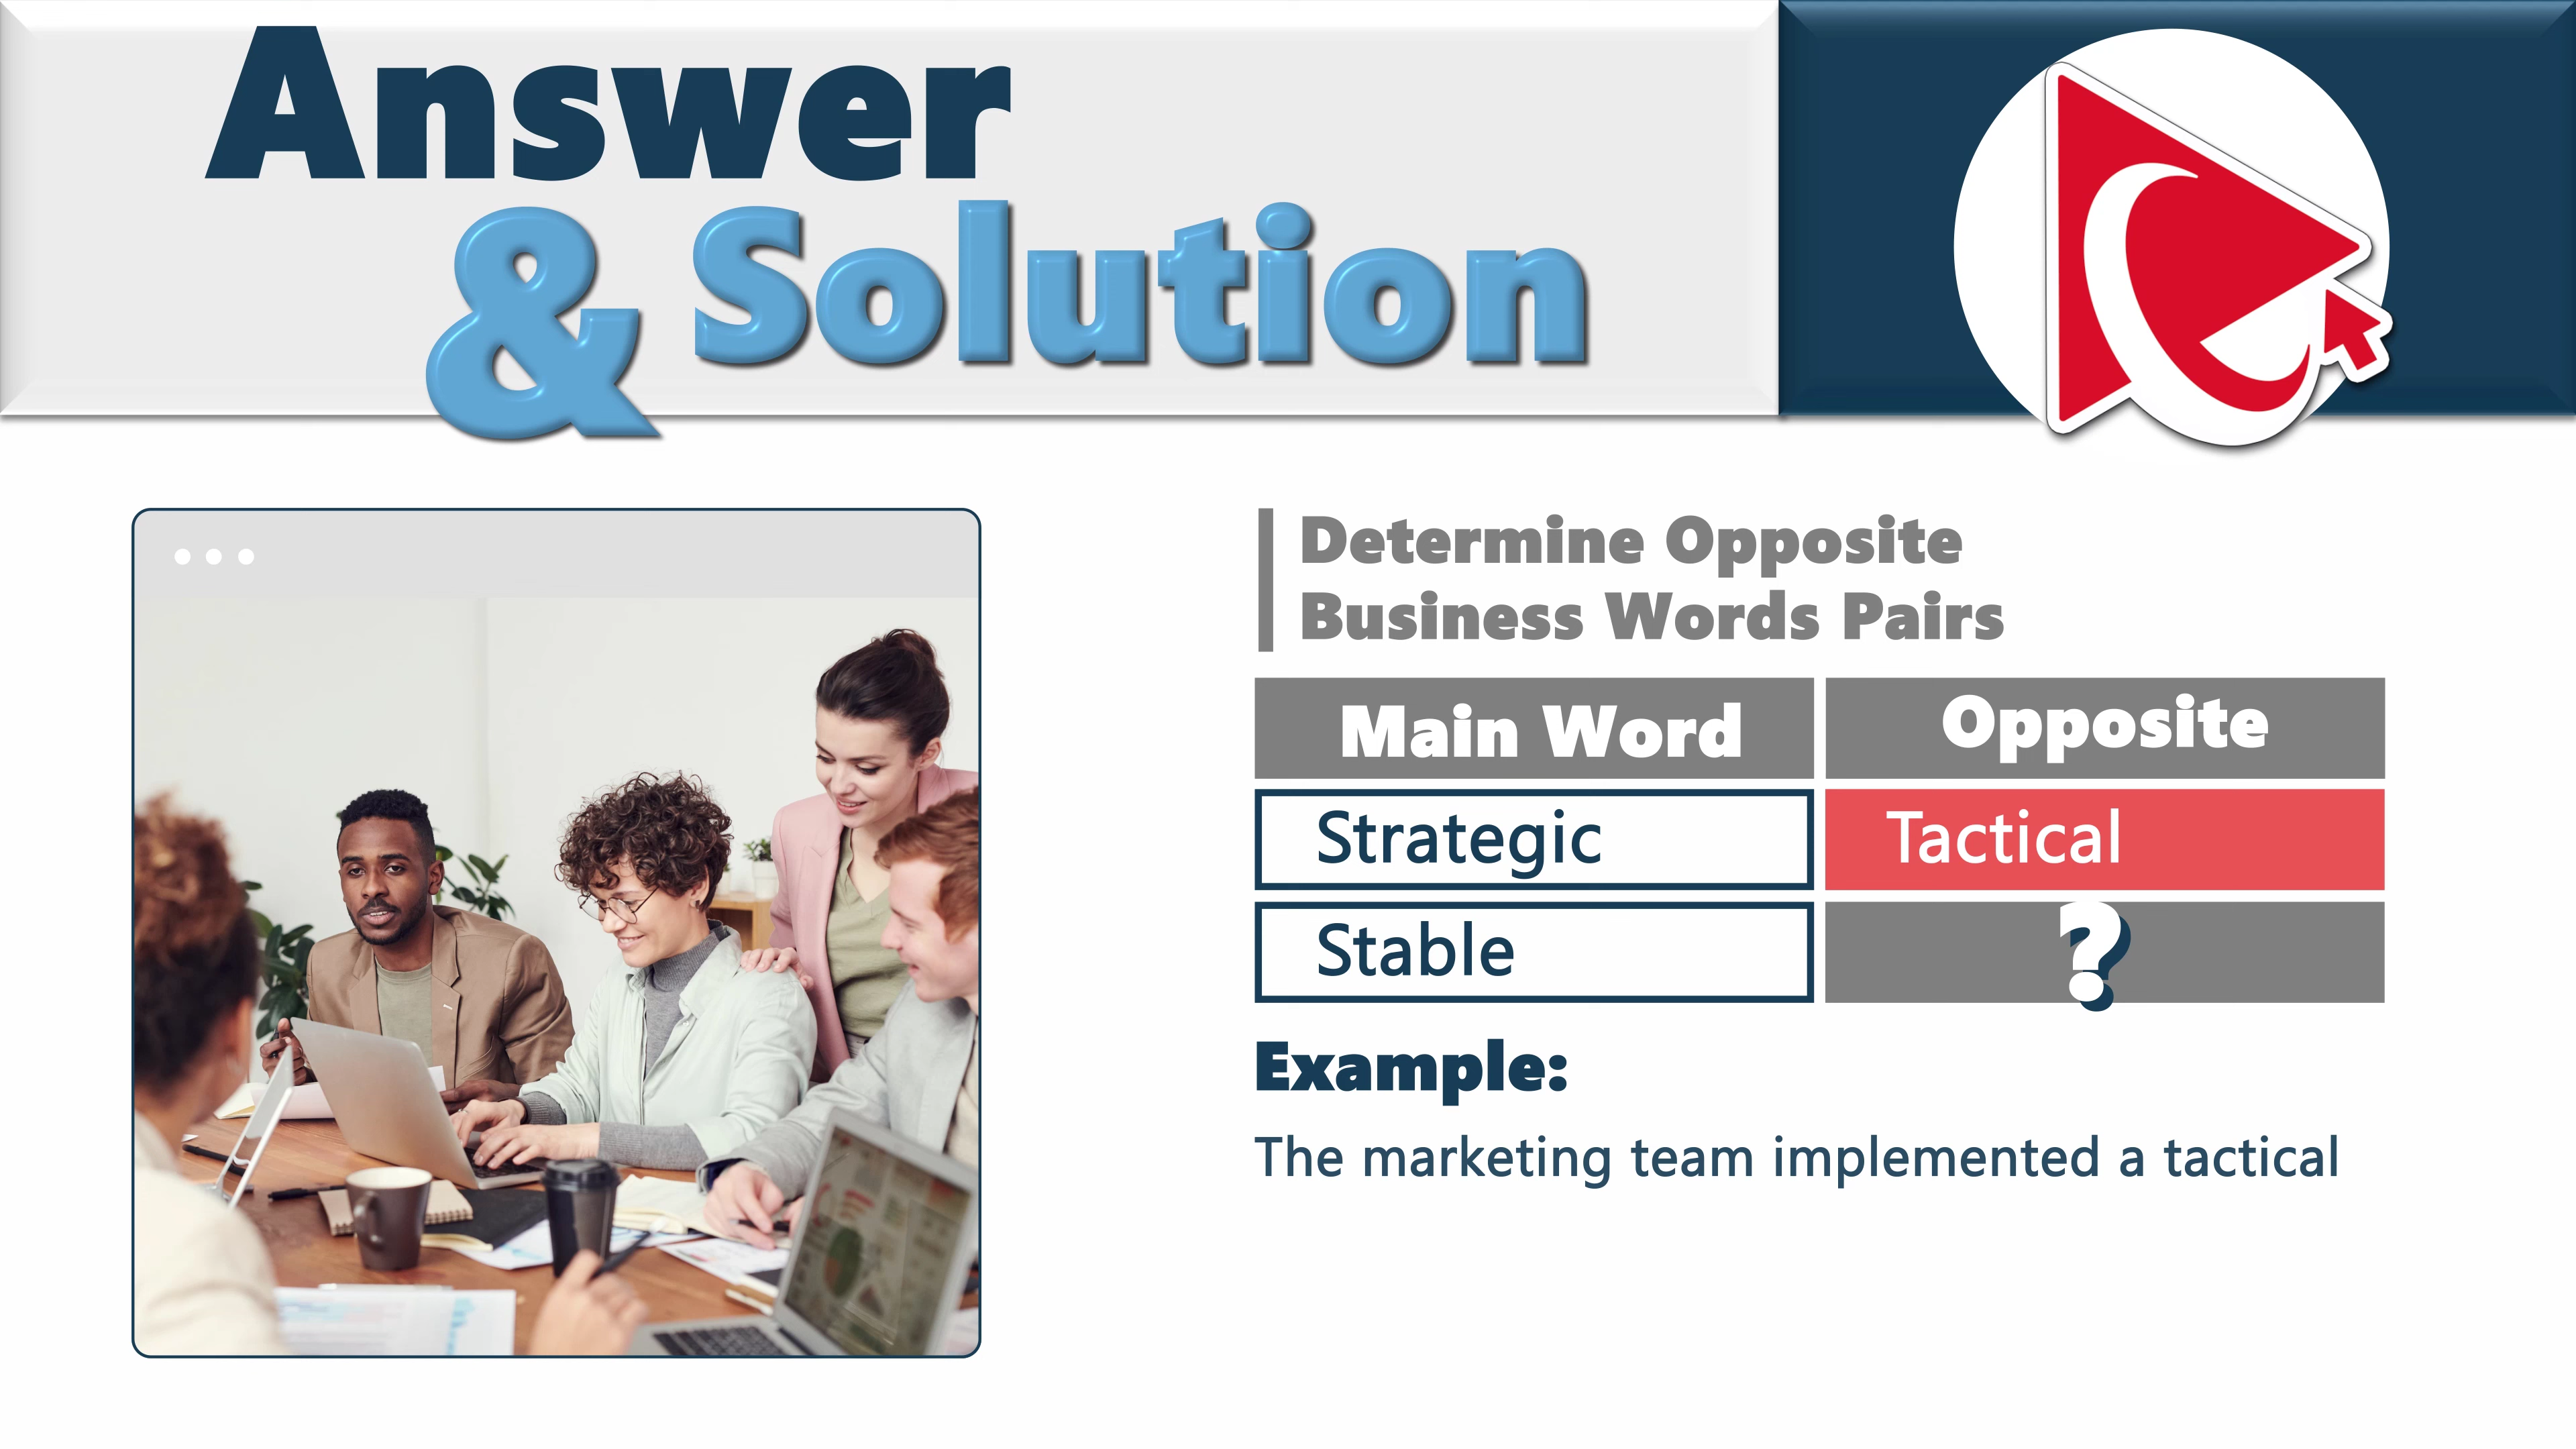 Answer
& Solution
Determine Opposite
Business Words Pairs
Main Word
Opposite
Strategic
Tactical
Stable
?
Example:
The marketing team implemented a tactical